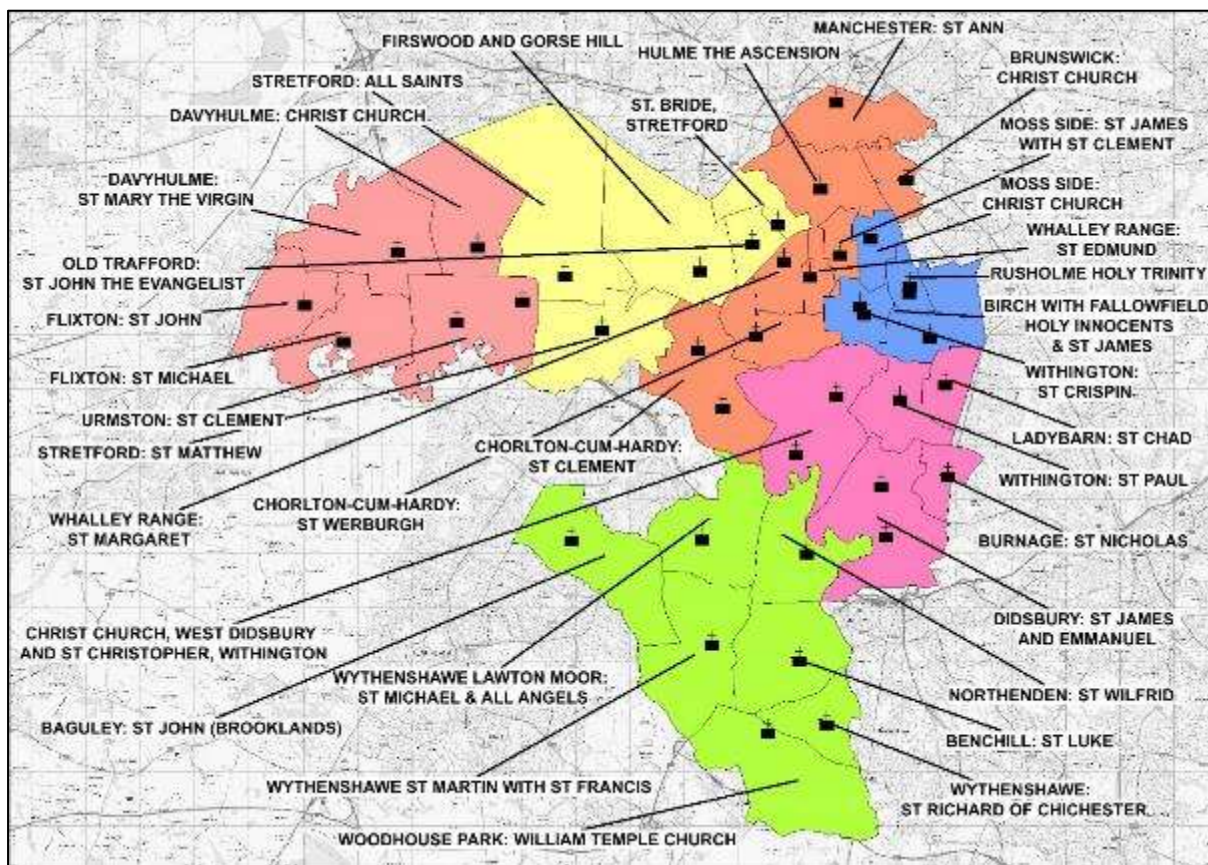 MANCHESTER: ST ANN
FIRSWOOD AND GORSE HILL
HULME THE ASCENSION
BRUNSWICK:
CHRIST CHURCH
STRETFORD: ALL SAINTS
ST. BRIDE,
STRETFORD
DAVYHULME: CHRIST CHURCH
MOSS SIDE: ST JAMES
WITH ST CLEMENT
DAVYHULME:
ST MARY THE VIRGIN
MOSS SIDE:
CHRIST CHURCH
WHALLEY RANGE:
ST EDMUND
OLD TRAFFORD:
ST JOHN THE EVANGELIST
RUSHOLME HOLY TRINITY
FLIXTON: ST JOHN
BIRCH WITH FALLOWFIELD
HOLY INNOCENTS
& ST JAMES
FLIXTON: ST MICHAEL
WITHINGTON:
ST CRISPIN
URMSTON: ST CLEMENT
LADYBARN: ST CHAD
STRETFORD: ST MATTHEW
CHORLTON-CUM-HARDY:
ST CLEMENT
WITHINGTON: ST PAUL
CHORLTON-CUM-HARDY:
ST WERBURGH
WHALLEY RANGE:
ST MARGARET
BURNAGE: ST NICHOLAS
CHRIST CHURCH, WEST DIDSBURY
AND ST CHRISTOPHER, WITHINGTON
DIDSBURY: ST JAMES
AND EMMANUEL
WYTHENSHAWE LAWTON MOOR:
ST MICHAEL & ALL ANGELS
NORTHENDEN: ST WILFRID
BAGULEY: ST JOHN (BROOKLANDS)
BENCHILL: ST LUKE
WYTHENSHAWE ST MARTIN WITH ST FRANCIS
WYTHENSHAWE:
ST RICHARD OF CHICHESTER
WOODHOUSE PARK: WILLIAM TEMPLE CHURCH